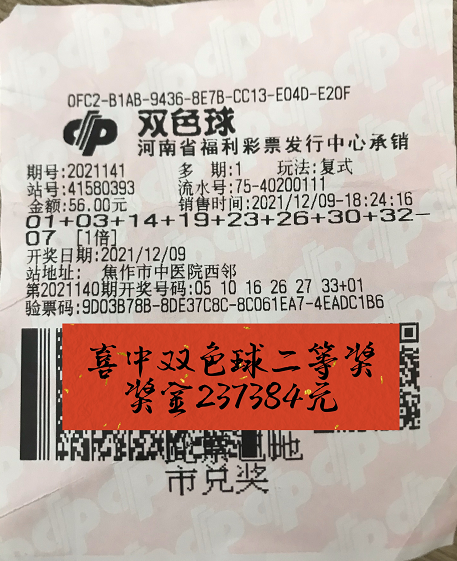 0FC2-B1AB-9436-8E7B-CC13-E04D-E20F
双色球
河南省福利彩票发行中心承销
期号:2021141 多 期:1 玩法:复式
站号:41580393 流水号:75-40200111
金额:56.00元 销售时间:2021/12/09-18:24:16
01+03+14+19+23+26+30+32-
07 [1倍]
开奖日期:2021/12/09
站地址: 焦作市中医院西邻
第2021140期开奖号码:05 10 16 26 27 33+01
验票码:9D03B78B-8DE37C8C-8C061EA7-4EADC1B6
喜中双色球二等奖
奖金237384元
市兑奖